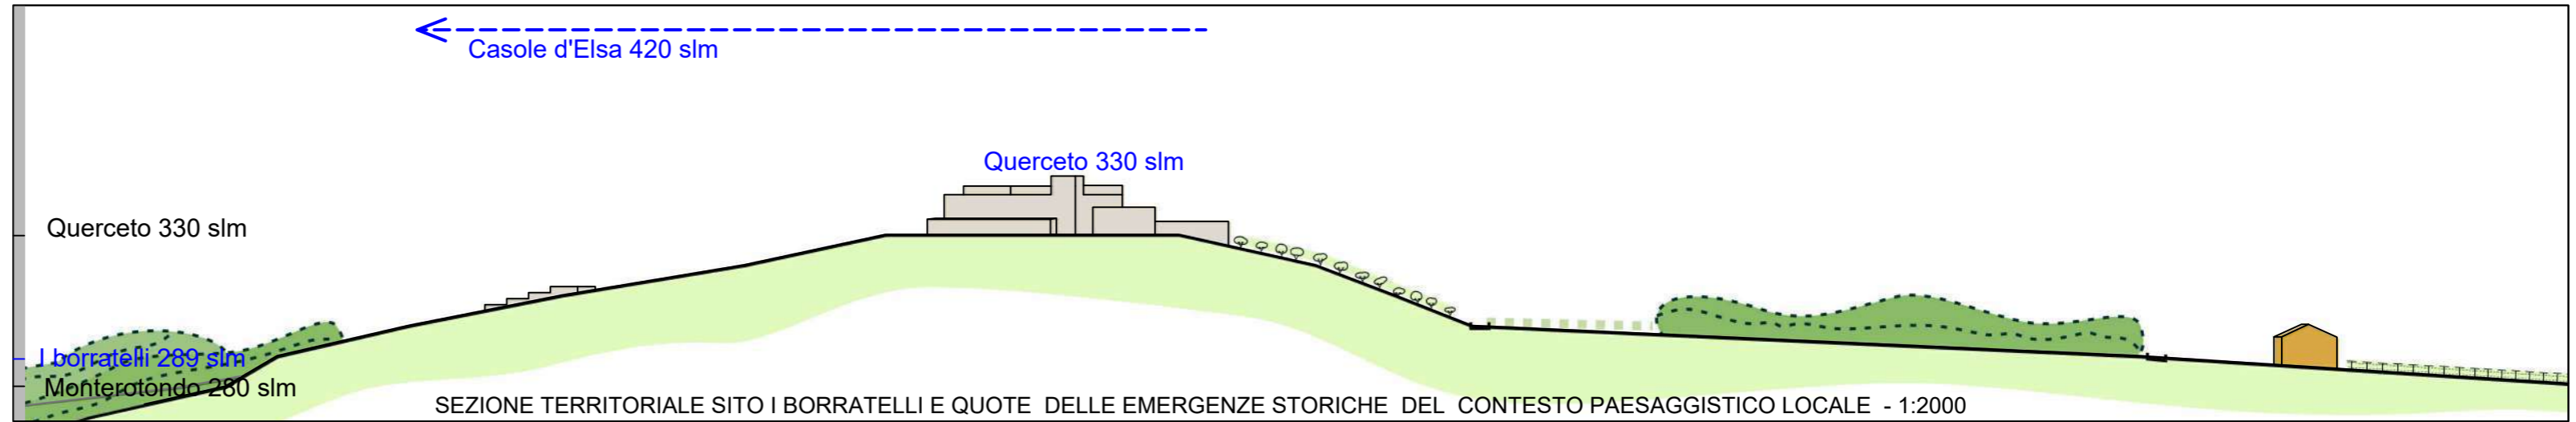 Casole d'Elsa 420 slm
Querceto 330 slm
Querceto 330 slm
I borratelli 289 slm
Monterotondo 280 slm
SEZIONE TERRITORIALE SITO I BORRATELLI E QUOTE DELLE EMERGENZE STORICHE DEL CONTESTO PAESAGGISTICO LOCALE - 1:2000